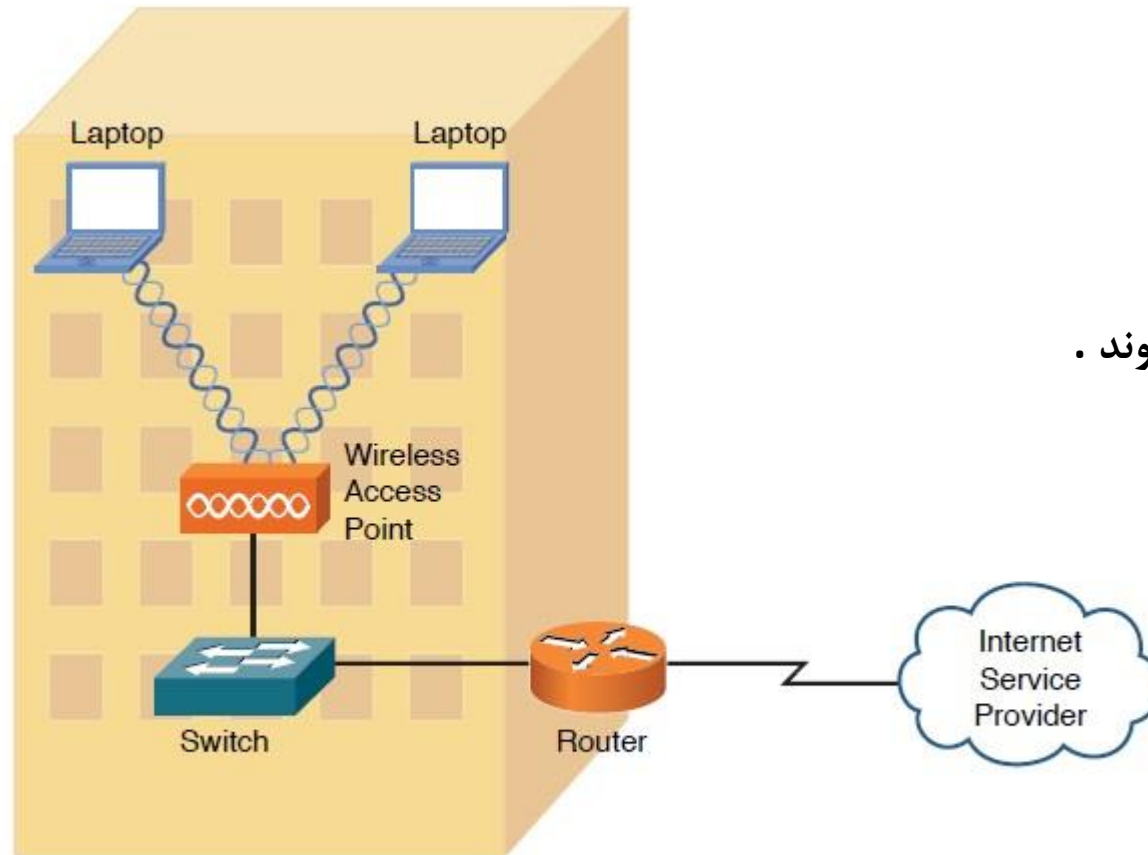 Laptop
Laptop
وند .
Wireless
Access
Point
Switch
Router
Internet
Service
Provider